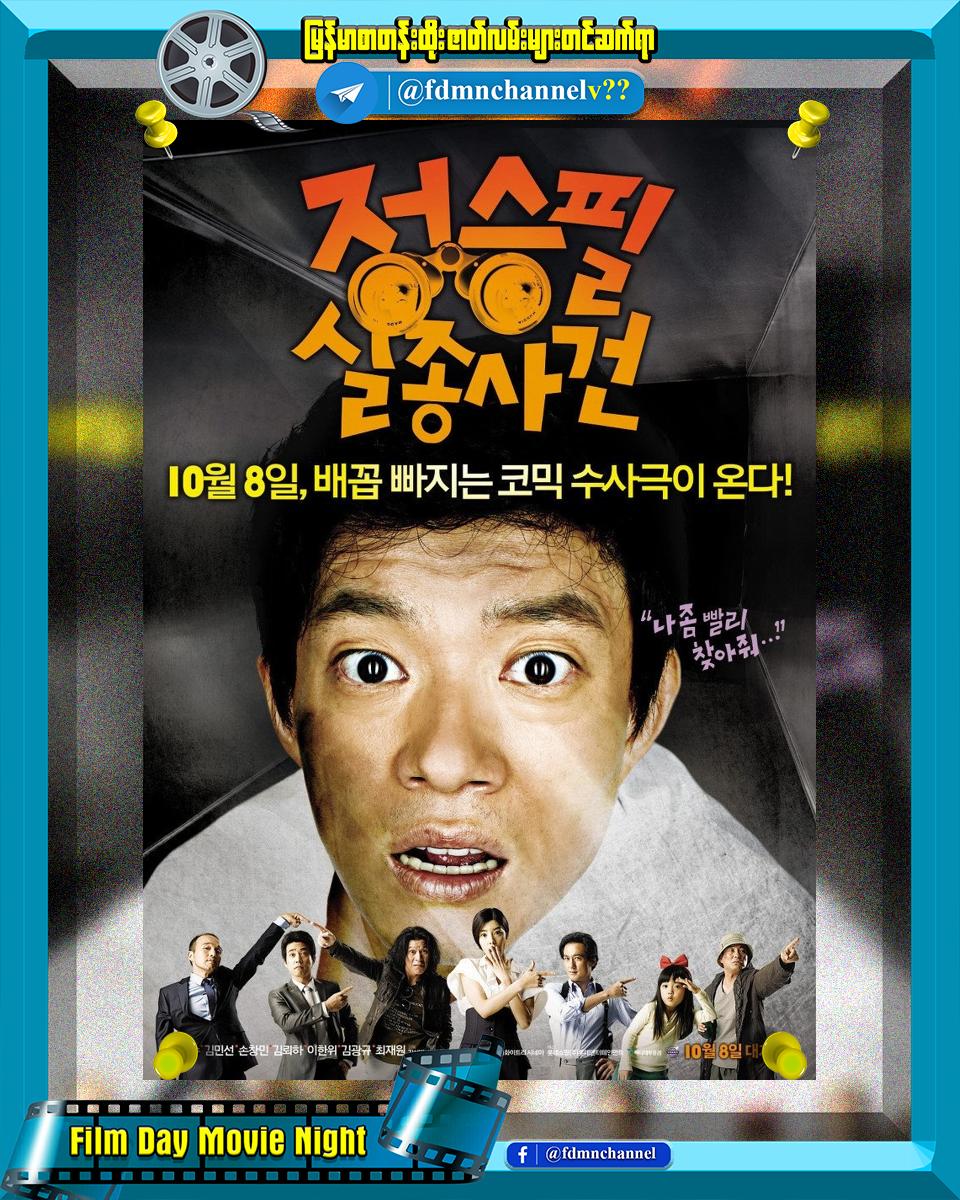 မြန်မာစာတန်းထိုး ဇာတ်လမ်းများတင်ဆက်ရာ
@fdmnchannelv??
정승필
실종사건
10월 8일, 배꼽 빠지는 코믹 수사극이 온다!
"나 좀 빨리
찾아줘..."
김민선 손창민 김뢰하 이한위 김광규 최재원
10월 8일
Film Day Movie Night
@fdmnchannel